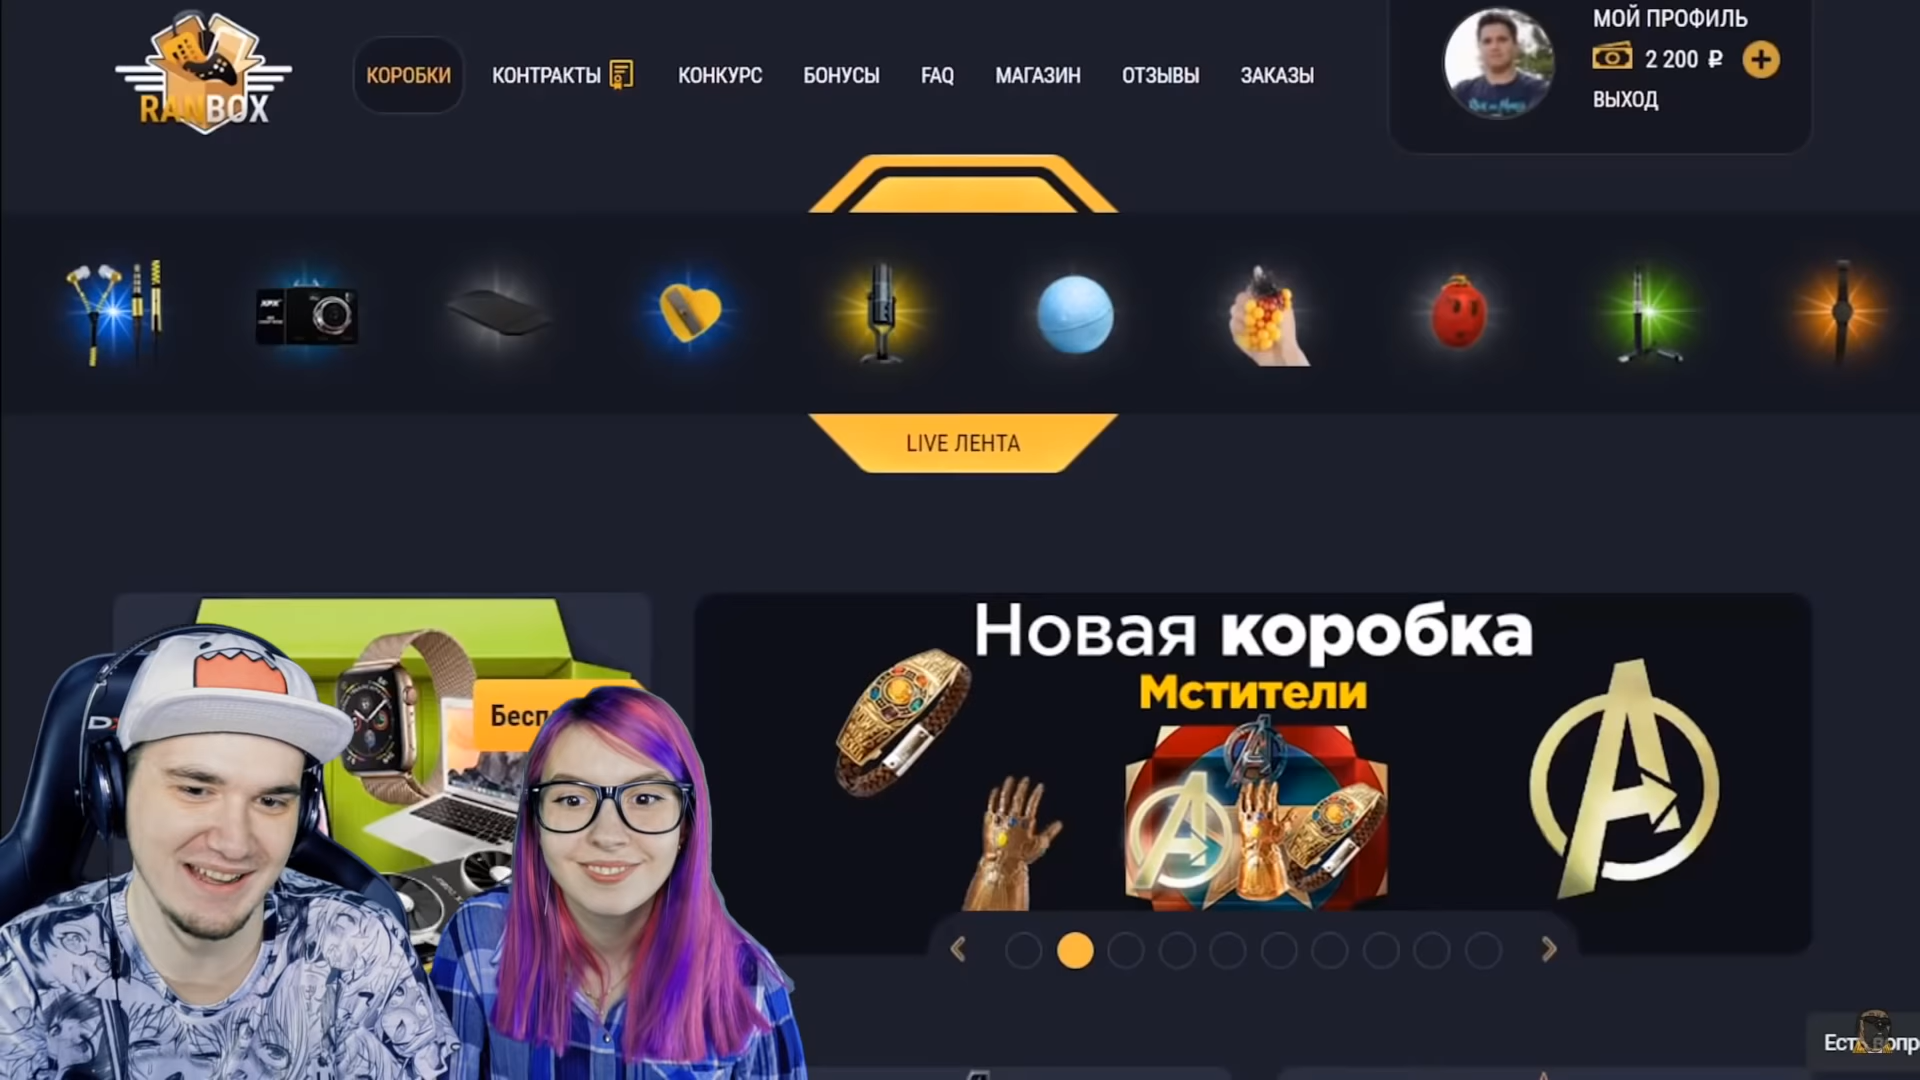 RANBOX
КОРОБКИ
КОНТРАКТЫ
КОНКУРС
БОНУСЫ
FAQ
МАГАЗИН
ОТЗЫВЫ
ЗАКАЗЫ
МОЙ ПРОФИЛЬ
2 200 ₽
ВЫХОД
LIVE ЛЕНТА
Новая коробка
Мстители